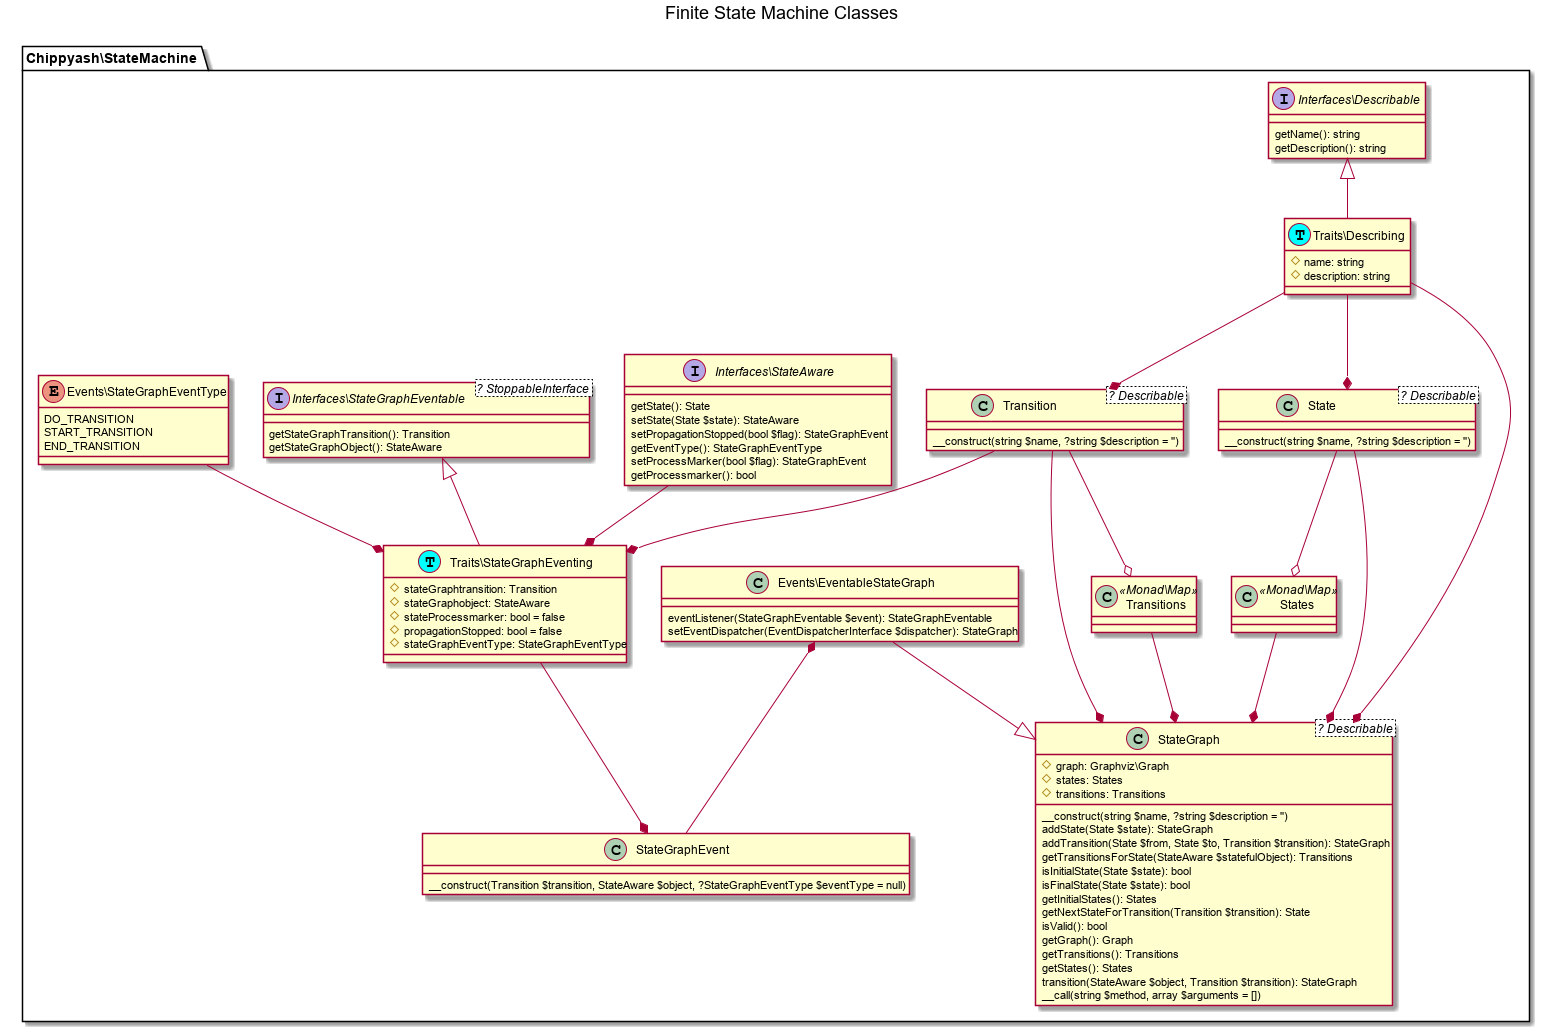 Finite State Machine Classes
Chippyash\StateMachine
I Interfaces\Describable
getName(): string
getDescription(): string
T Traits\Describing
name: string
description: string
E Events\StateGraphEventType
DO_TRANSITION
START_TRANSITION
END_TRANSITION
? StoppableInterface
I Interfaces\StateGraphEventable
getStateGraphTransition(): Transition
getStateGraphObject(): StateAware
I Interfaces\StateAware
getState(): State
setState(State $state): StateAware
setPropagationStopped(bool $flag): StateGraphEvent
getEventType(): StateGraphEventType
setProcessMarker(bool $flag): StateGraphEvent
getProcessmarker(): bool
? Describable
C Transition
__construct(string $name, ?string $description = '')
? Describable
C State
__construct(string $name, ?string $description = '')
T Traits\StateGraphEventing
stateGraphtransition: Transition
stateGraphobject: StateAware
stateProcessmarker: bool = false
propagationStopped: bool = false
stateGraphEventType: StateGraphEventType
C Events\EventableStateGraph
eventListener(StateGraphEventable $event): StateGraphEventable
setEventDispatcher(EventDispatcherInterface $dispatcher): StateGraph
C «Monad\Map»
Transitions
C «Monad\Map»
States
? Describable
C StateGraph
graph: Graphviz\Graph
states: States
transitions: Transitions
__construct(string $name, ?string $description = '')
addState(State $state): StateGraph
addTransition(State $from, State $to, Transition $transition): StateGraph
getTransitionsForState(StateAware $statefulObject): Transitions
isInitialState(State $state): bool
isFinalState(State $state): bool
getInitialStates(): States
getNextStateForTransition(Transition $transition): State
isValid(): bool
getGraph(): Graph
getTransitions(): Transitions
getStates(): States
transition(StateAware $object, Transition $transition): StateGraph
__call(string $method, array $arguments = [])
C StateGraphEvent
__construct(Transition $transition, StateAware $object, ?StateGraphEventType $eventType = null)